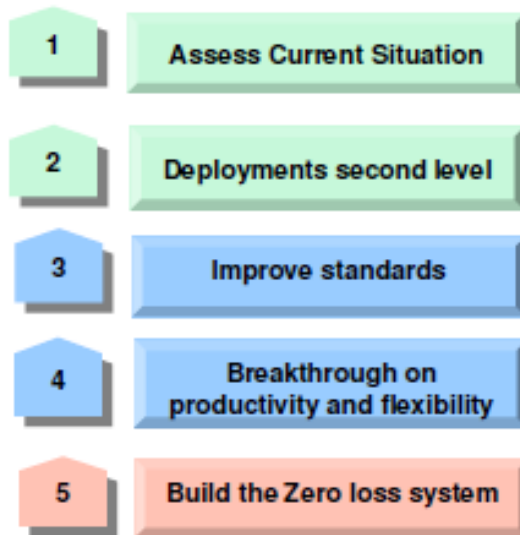 1
Assess Current Situation
2
Deployments second level
3
Improve standards
4
Breakthrough on
productivity and flexibility
5
Build the Zero loss system